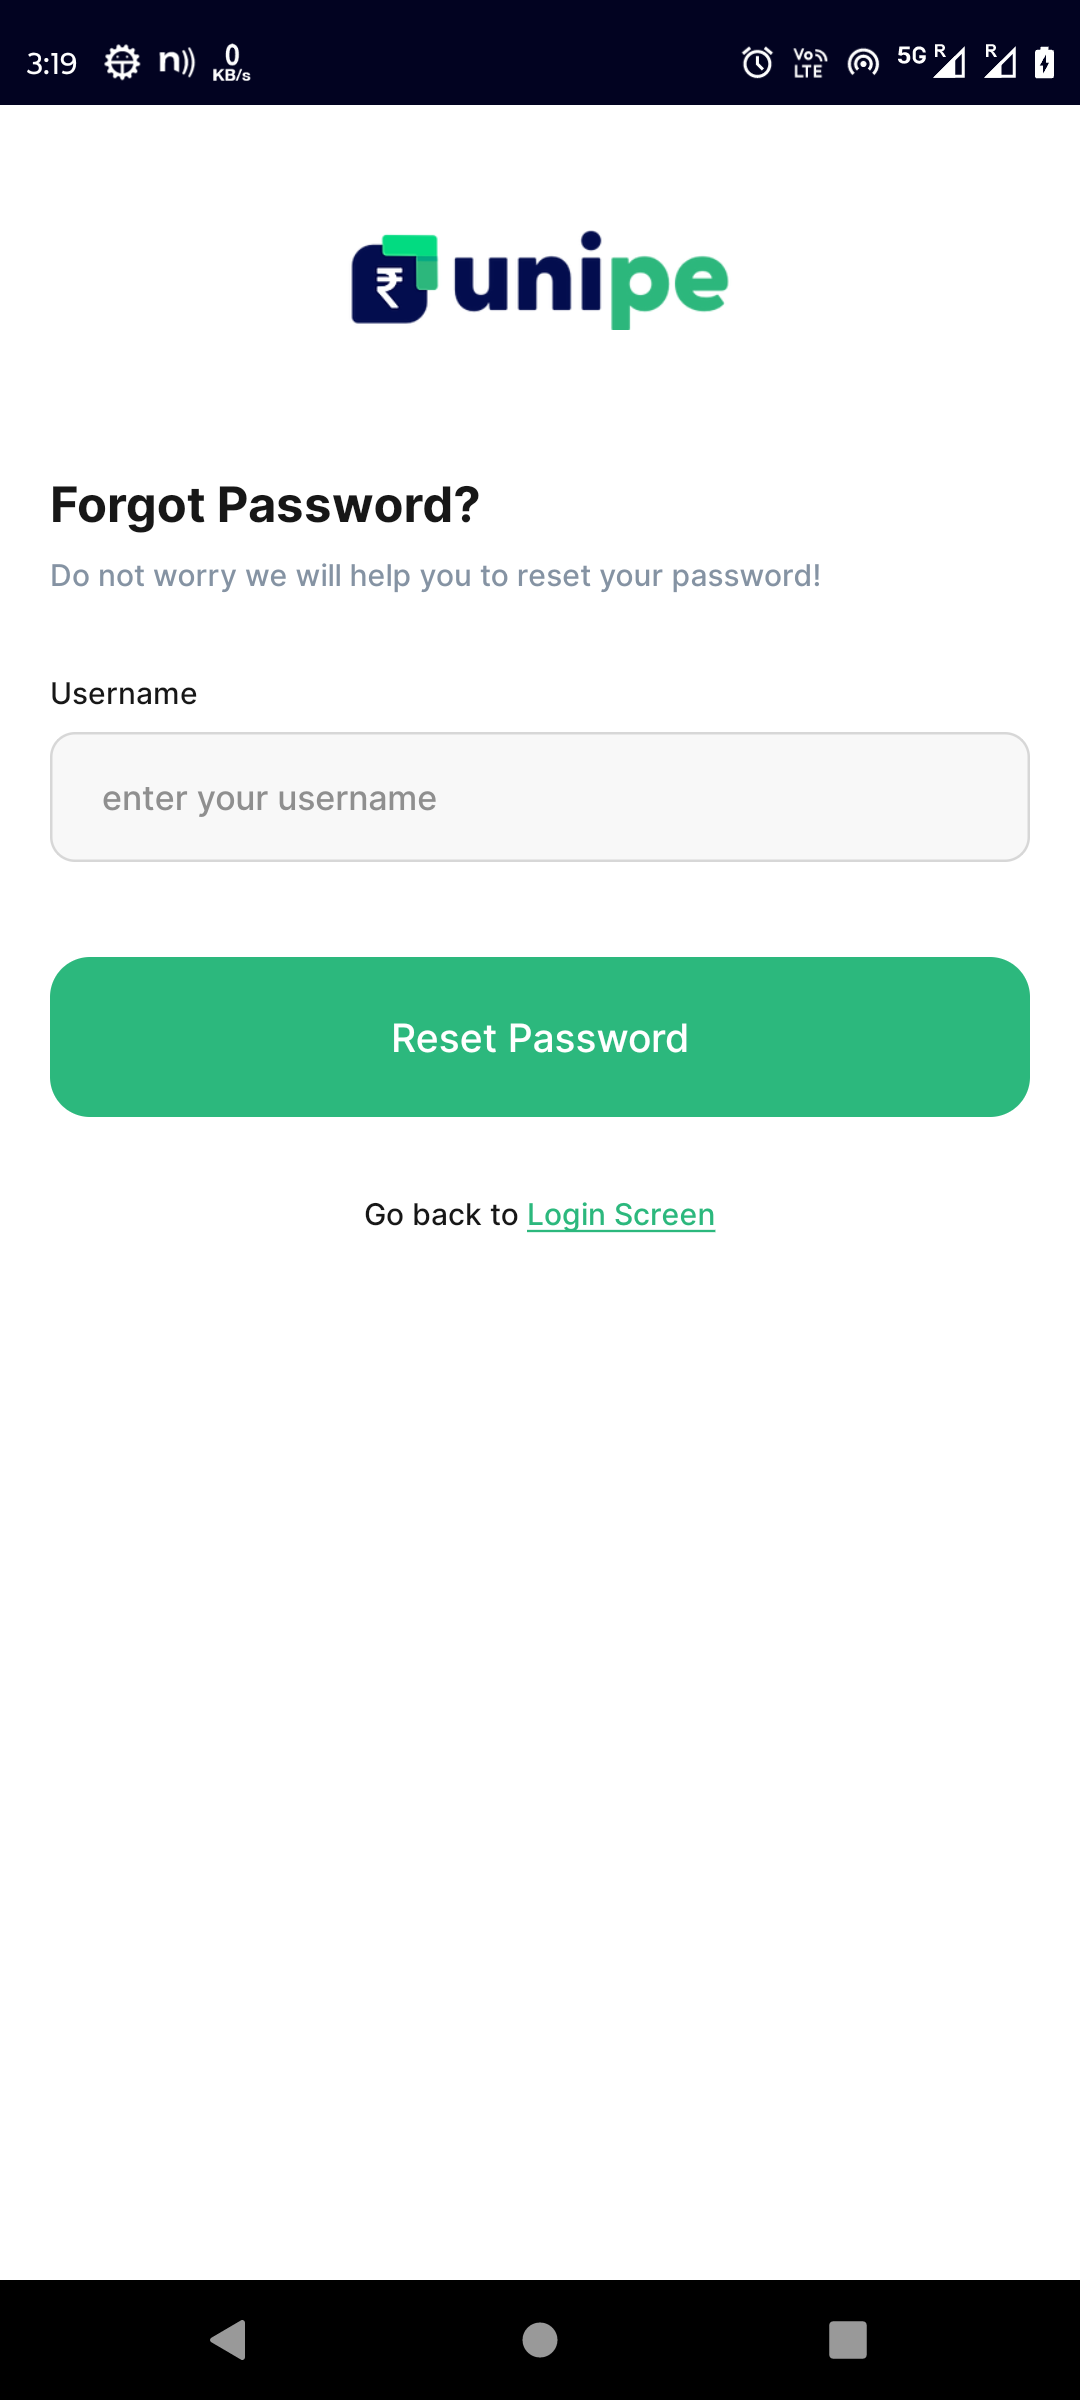 3:19 n)) 0 KB/s Vo)) LTE 5G R R
₹ unipe
Forgot Password?
Do not worry we will help you to reset your password!
Username
enter your username
Reset Password
Go back to Login Screen